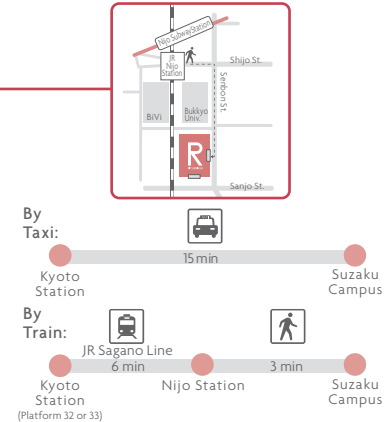 Nijo SubwayStation
JR
Nijo
Station
Shijo St.
Senbon St.
BiVi
Bukkyo
Univ.
R
Sanjo St.
By
Taxi:
15 min
Kyoto
Station
Suzaku
Campus
By
Train:
JR Sagano Line
6 min
3 min
Kyoto
Station
(Platform 32 or 33)
Nijo Station
Suzaku
Campus